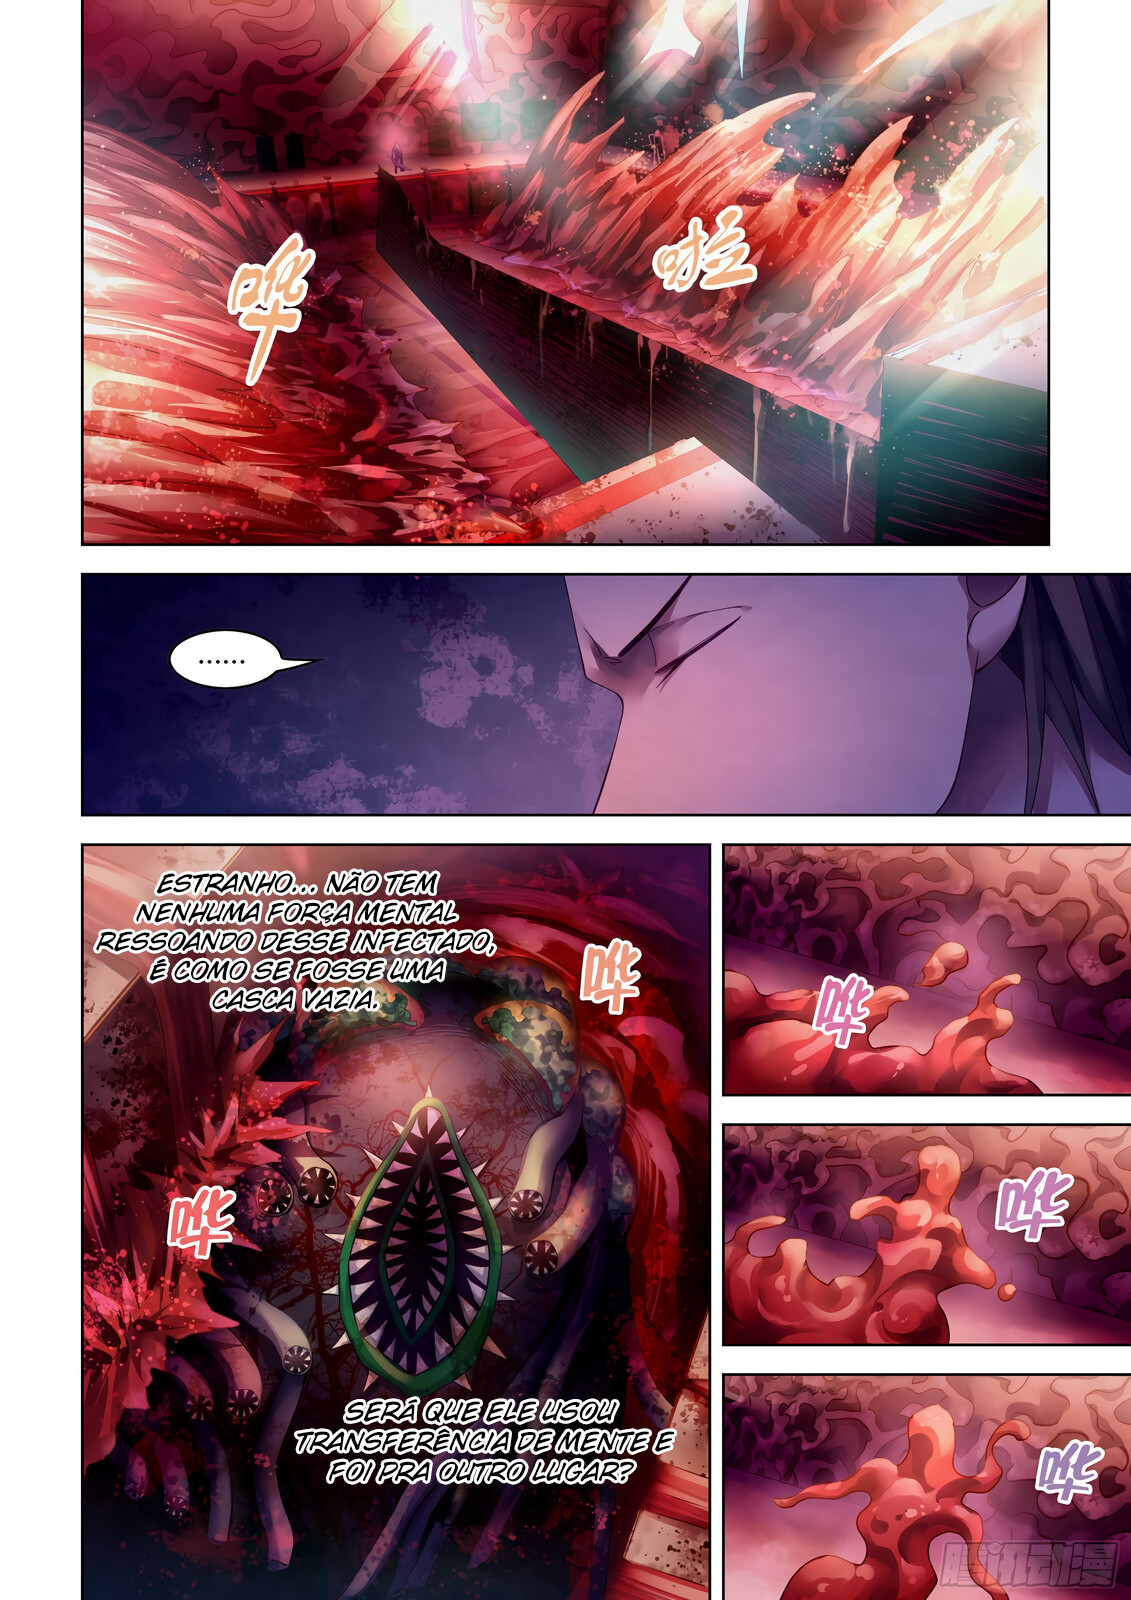 哗
啦
......
ESTRANHO... NÃO TEM
NENHUMA FORÇA MENTAL
RESSOANDO DESSE INFECTADO,
É COMO SE FOSSE UMA
CASCA VAZIA.
哗
哗
SERÁ QUE ELE USOU
TRANSFERÊNCIA DE MENTE E
FOI PRA OUTRO LUGAR?
哗
哗
哗
腾讯动漫